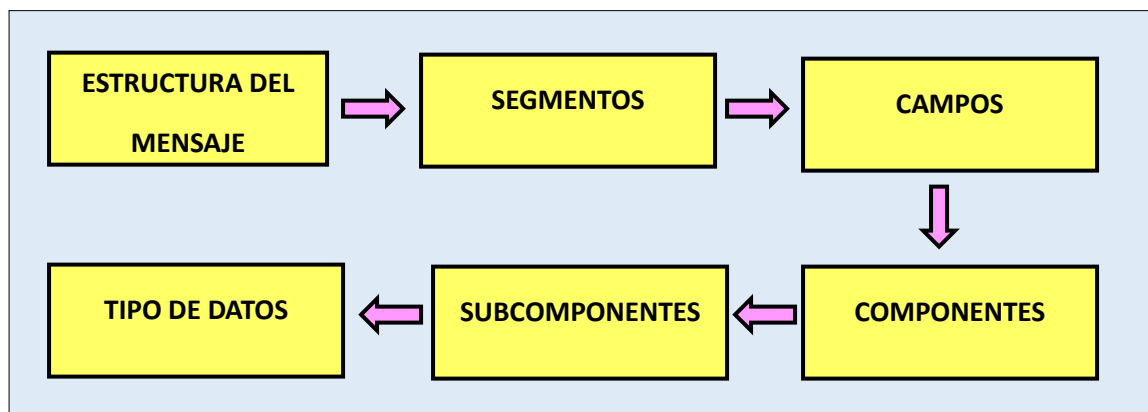 ESTRUCTURA DEL
MENSAJE
SEGMENTOS
CAMPOS
COMPONENTES
SUBCOMPONENTES
TIPO DE DATOS